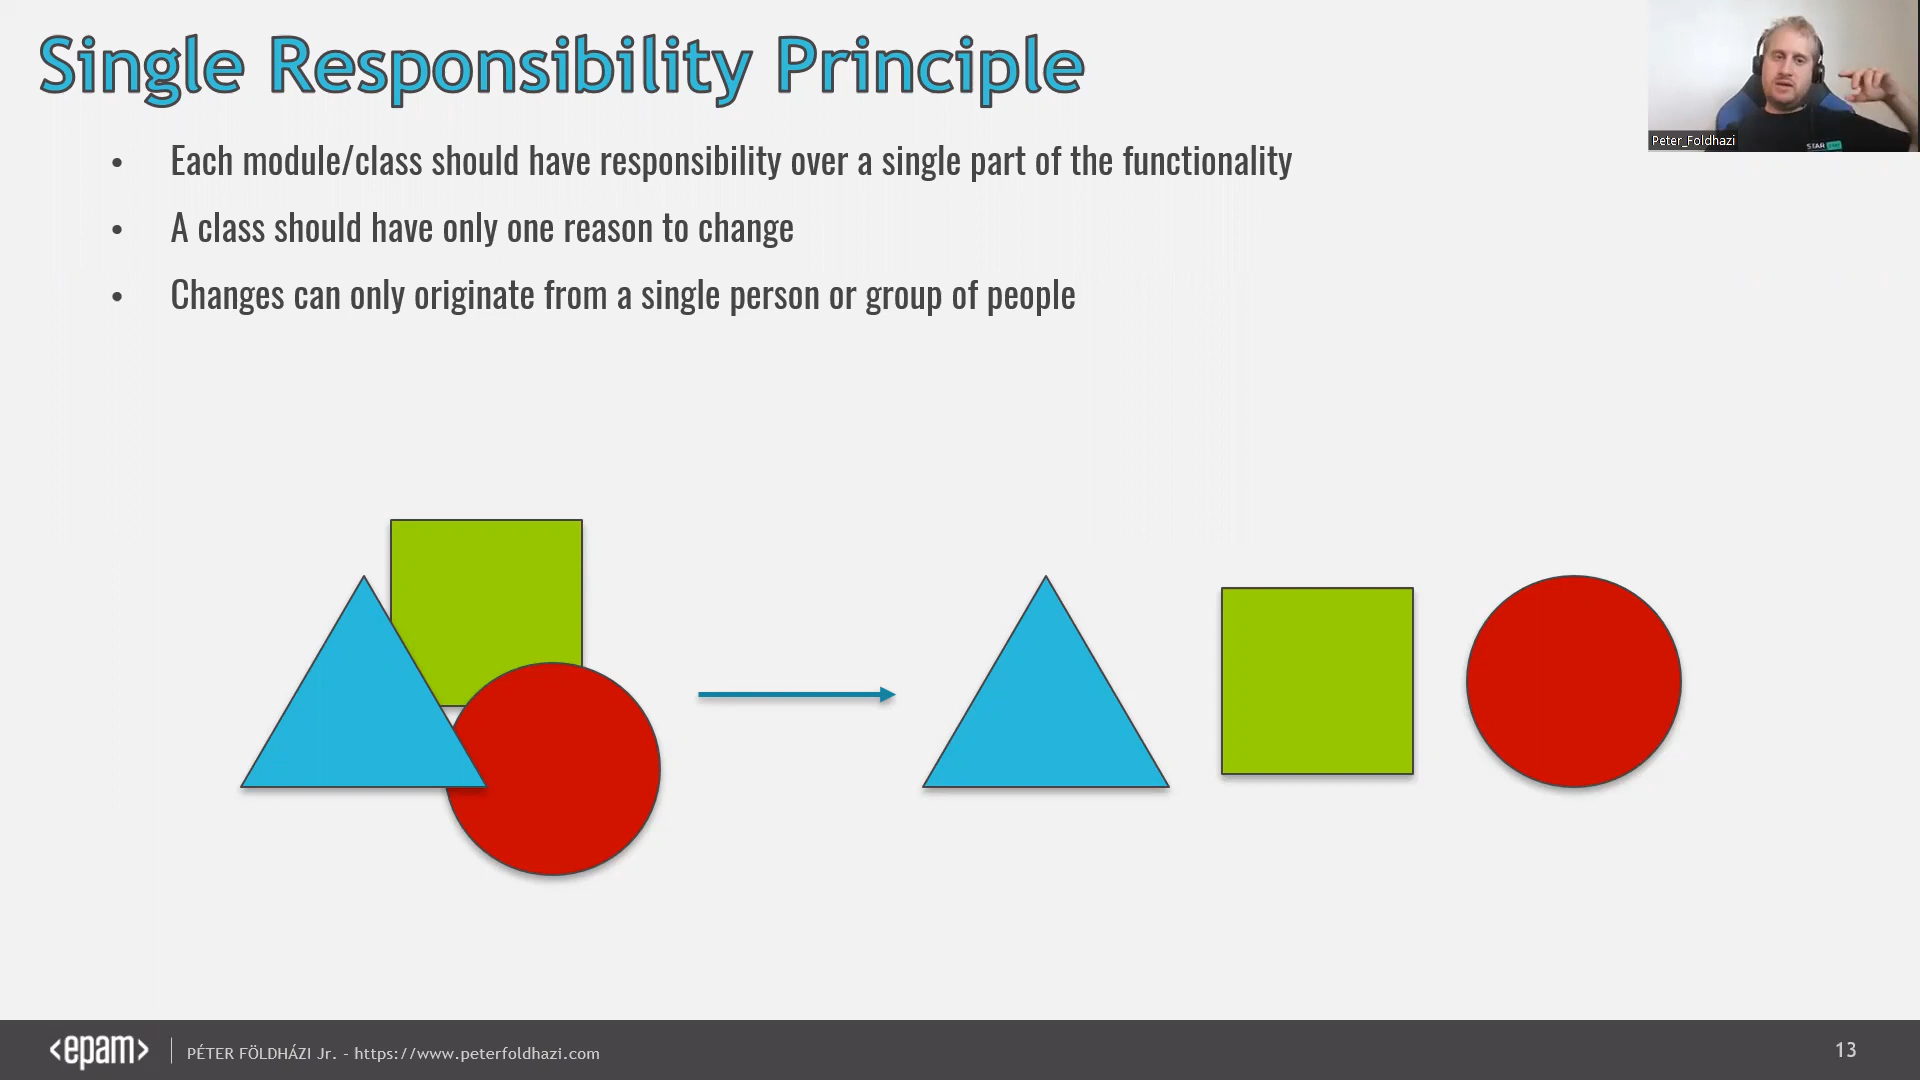 Single Responsibility Principle
• Each module/class should have responsibility over a single part of the functionality
• A class should have only one reason to change
• Changes can only originate from a single person or group of people
Peter_Foldhazi
STAR
<epam> PÉTER FÖLDHÁZI Jr. - https://www.peterfoldhazi.com
13